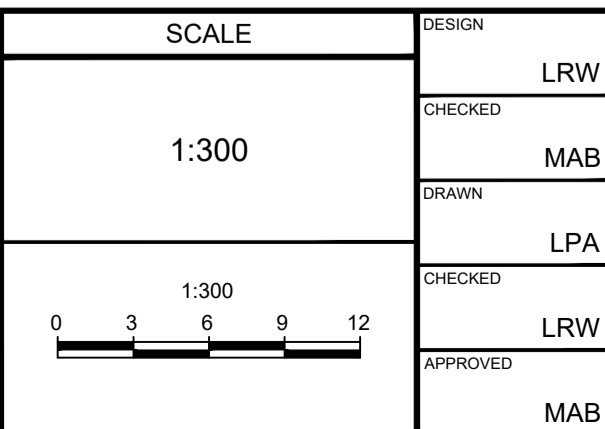 SCALE
1:300
1:300
0 3 6 9 12
DESIGN
LRW
CHECKED
MAB
DRAWN
LPA
CHECKED
LRW
APPROVED
MAB